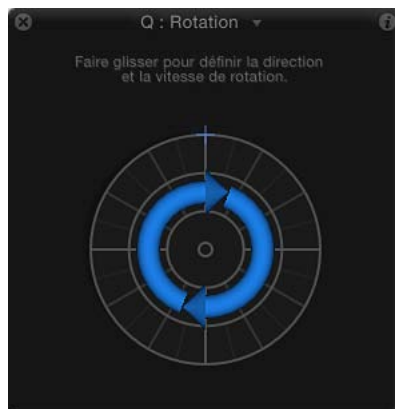 Q : Rotation
Faire glisser pour définir la direction
et la vitesse de rotation.